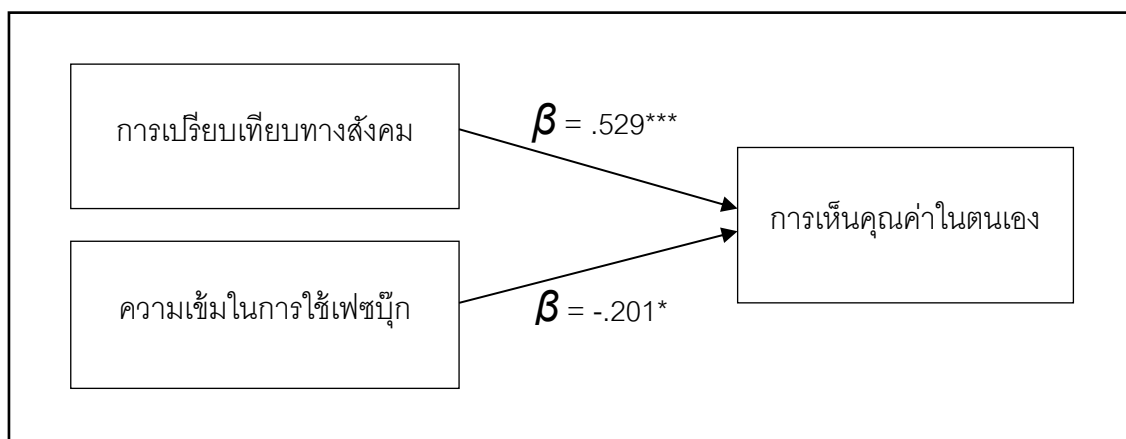 การเปรียบเทียบทางสังคม
β = .529***
การเห็นคุณค่าในตนเอง
ความเข้มในการใช้เฟซบุ๊ก
β = -.201*